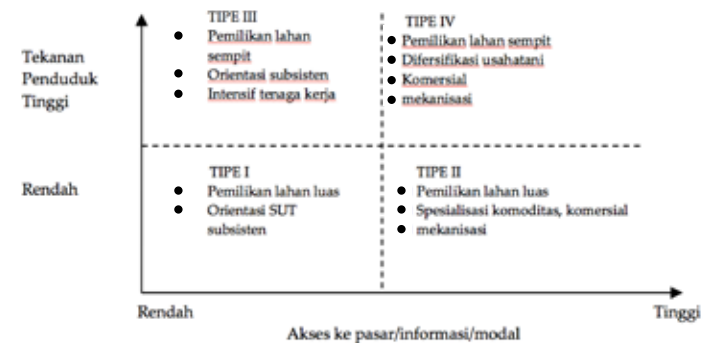 TIPE III
Pemilikan lahan
sempit
Orientasi subsisten
Intensif tenaga kerja
TIPE IV
Pemilikan lahan sempit
Difersifikasi usahatani
Komersial
mekanisasi
Tekanan
Penduduk
Tinggi
TIPE I
Pemilikan lahan luas
Orientasi SUT
subsisten
TIPE II
Pemilikan lahan luas
Spesialisasi komoditas, komersial
mekanisasi
Rendah
Rendah
Tinggi
Akses ke pasar/informasi/modal